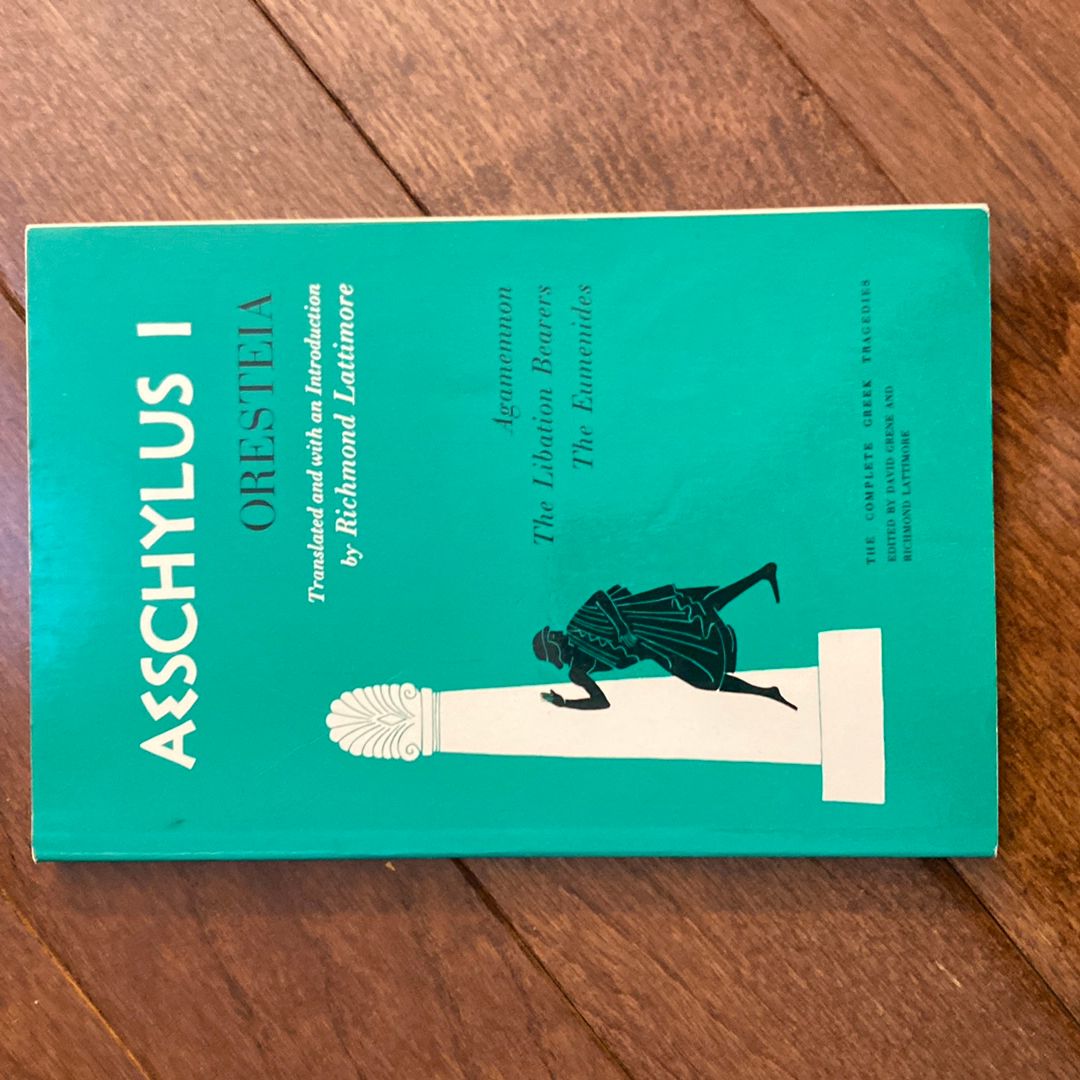 AESCHYLUS I
ORESTEIA
Translated and with an Introduction
by Richmond Lattimore
Agamemnon
The Libation Bearers
The Eumenides
THE COMPLETE GREEK TRAGEDIES
EDITED BY DAVID GRENE AND
RICHMOND LATTIMORE